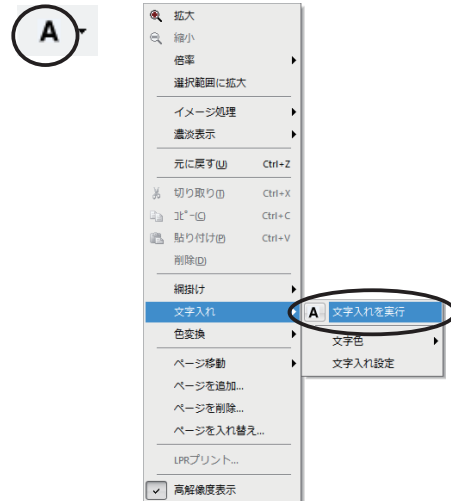 A
拡大
縮小
倍率
選択範囲に拡大
イメージ処理
濃淡表示
元に戻す(U) Ctrl+Z
切り取り(T) Ctrl+X
ｺﾋﾟｰ(C) Ctrl+C
貼り付け(P) Ctrl+V
削除(D)
網掛け
文字入れ
A 文字入れを実行
色変換
文字色
文字入れ設定
ページ移動
ページを追加...
ページを削除...
ページを入れ替え...
LPRプリント...
高解像度表示